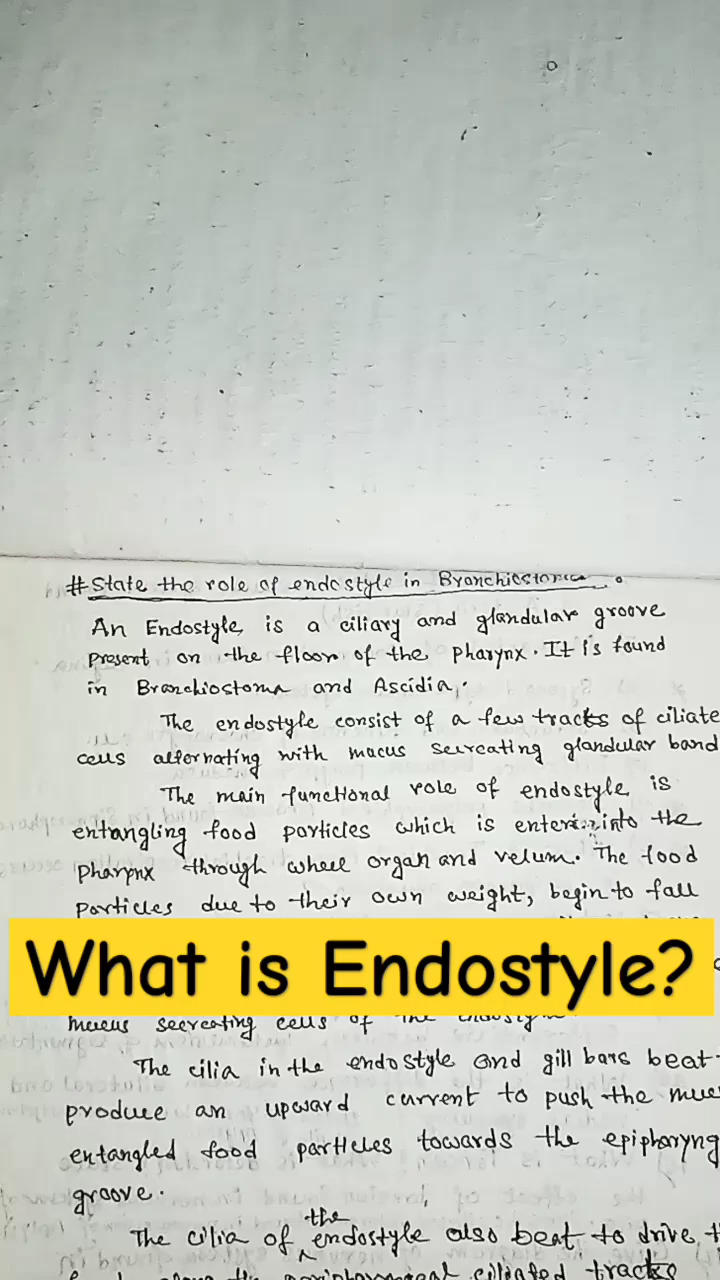 # State the role of endostyle in Branchiostoma.
An Endostyle is a ciliary and glandular groove
present on the floor of the pharynx. It is found
in Branchiostoma and Ascidia.
The endostyle consist of a few tracks of ciliate
cells alternating with mucus secreating glandular band
The main functional role of endostyle is
entangling food particles which is enter into the
pharynx through wheel organ and velum. The food
particles due to their own weight, begin to fall
What is Endostyle?
mucus secreating cells of the
The cilia in the endostyle and gill bars beat
produce an upward current to push the
entangled food particles towards the epipharyng
groove.
the
The cilia of ^ endostyle also beat to drive
ciliated tracts